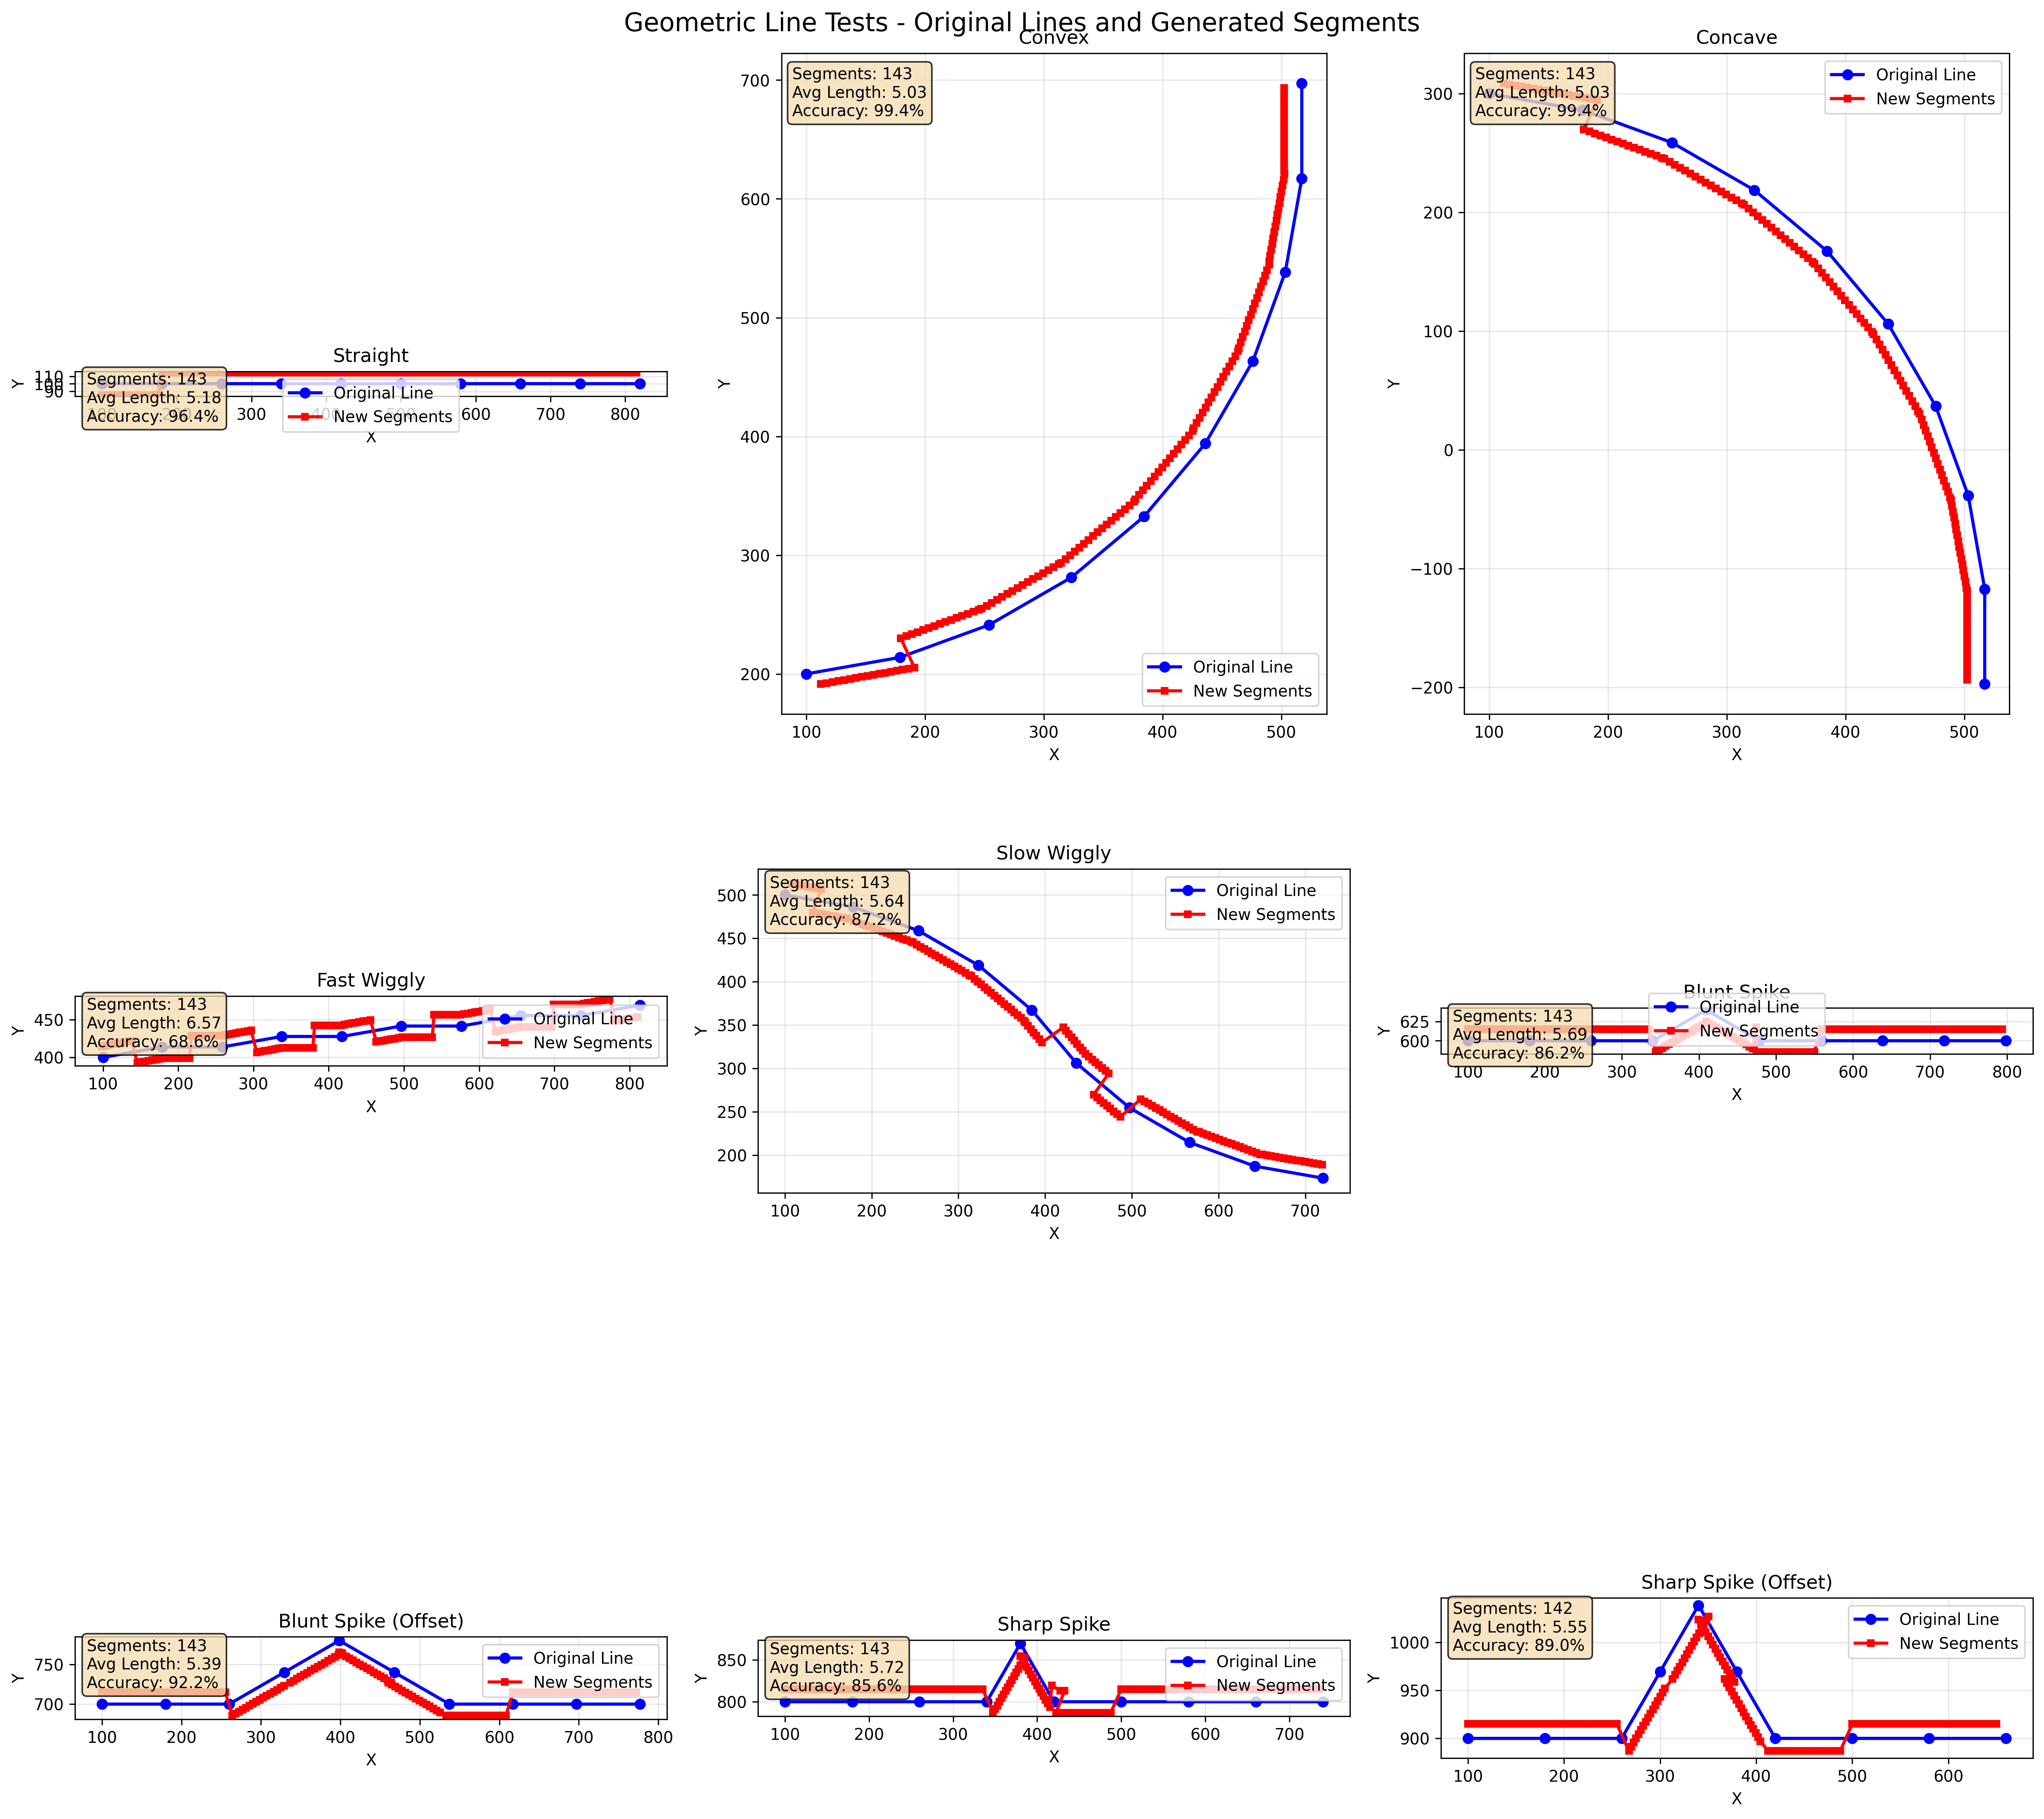 Geometric Line Tests - Original Lines and Generated Segments
Straight
Segments: 143
Avg Length: 5.18
Accuracy: 96.4%
Original Line
New Segments
110
100
90
100
200
300
400
500
600
700
800
X
Y
Convex
Segments: 143
Avg Length: 5.03
Accuracy: 99.4%
Original Line
New Segments
700
600
500
400
300
200
100
200
300
400
500
X
Y
Concave
Segments: 143
Avg Length: 5.03
Accuracy: 99.4%
Original Line
New Segments
300
200
100
0
−100
−200
100
200
300
400
500
X
Y
Fast Wiggly
Segments: 143
Avg Length: 6.57
Accuracy: 68.6%
Original Line
New Segments
450
400
100
200
300
400
500
600
700
800
X
Y
Slow Wiggly
Segments: 143
Avg Length: 5.64
Accuracy: 87.2%
Original Line
New Segments
500
450
400
350
300
250
200
100
200
300
400
500
600
700
X
Y
Blunt Spike
Segments: 143
Avg Length: 5.69
Accuracy: 86.2%
Original Line
New Segments
625
600
100
200
300
400
500
600
700
800
X
Y
Blunt Spike (Offset)
Segments: 143
Avg Length: 5.39
Accuracy: 92.2%
Original Line
New Segments
750
700
100
200
300
400
500
600
700
800
X
Y
Sharp Spike
Segments: 143
Avg Length: 5.72
Accuracy: 85.6%
Original Line
New Segments
850
800
100
200
300
400
500
600
700
X
Y
Sharp Spike (Offset)
Segments: 142
Avg Length: 5.55
Accuracy: 89.0%
Original Line
New Segments
1000
950
900
100
200
300
400
500
600
X
Y